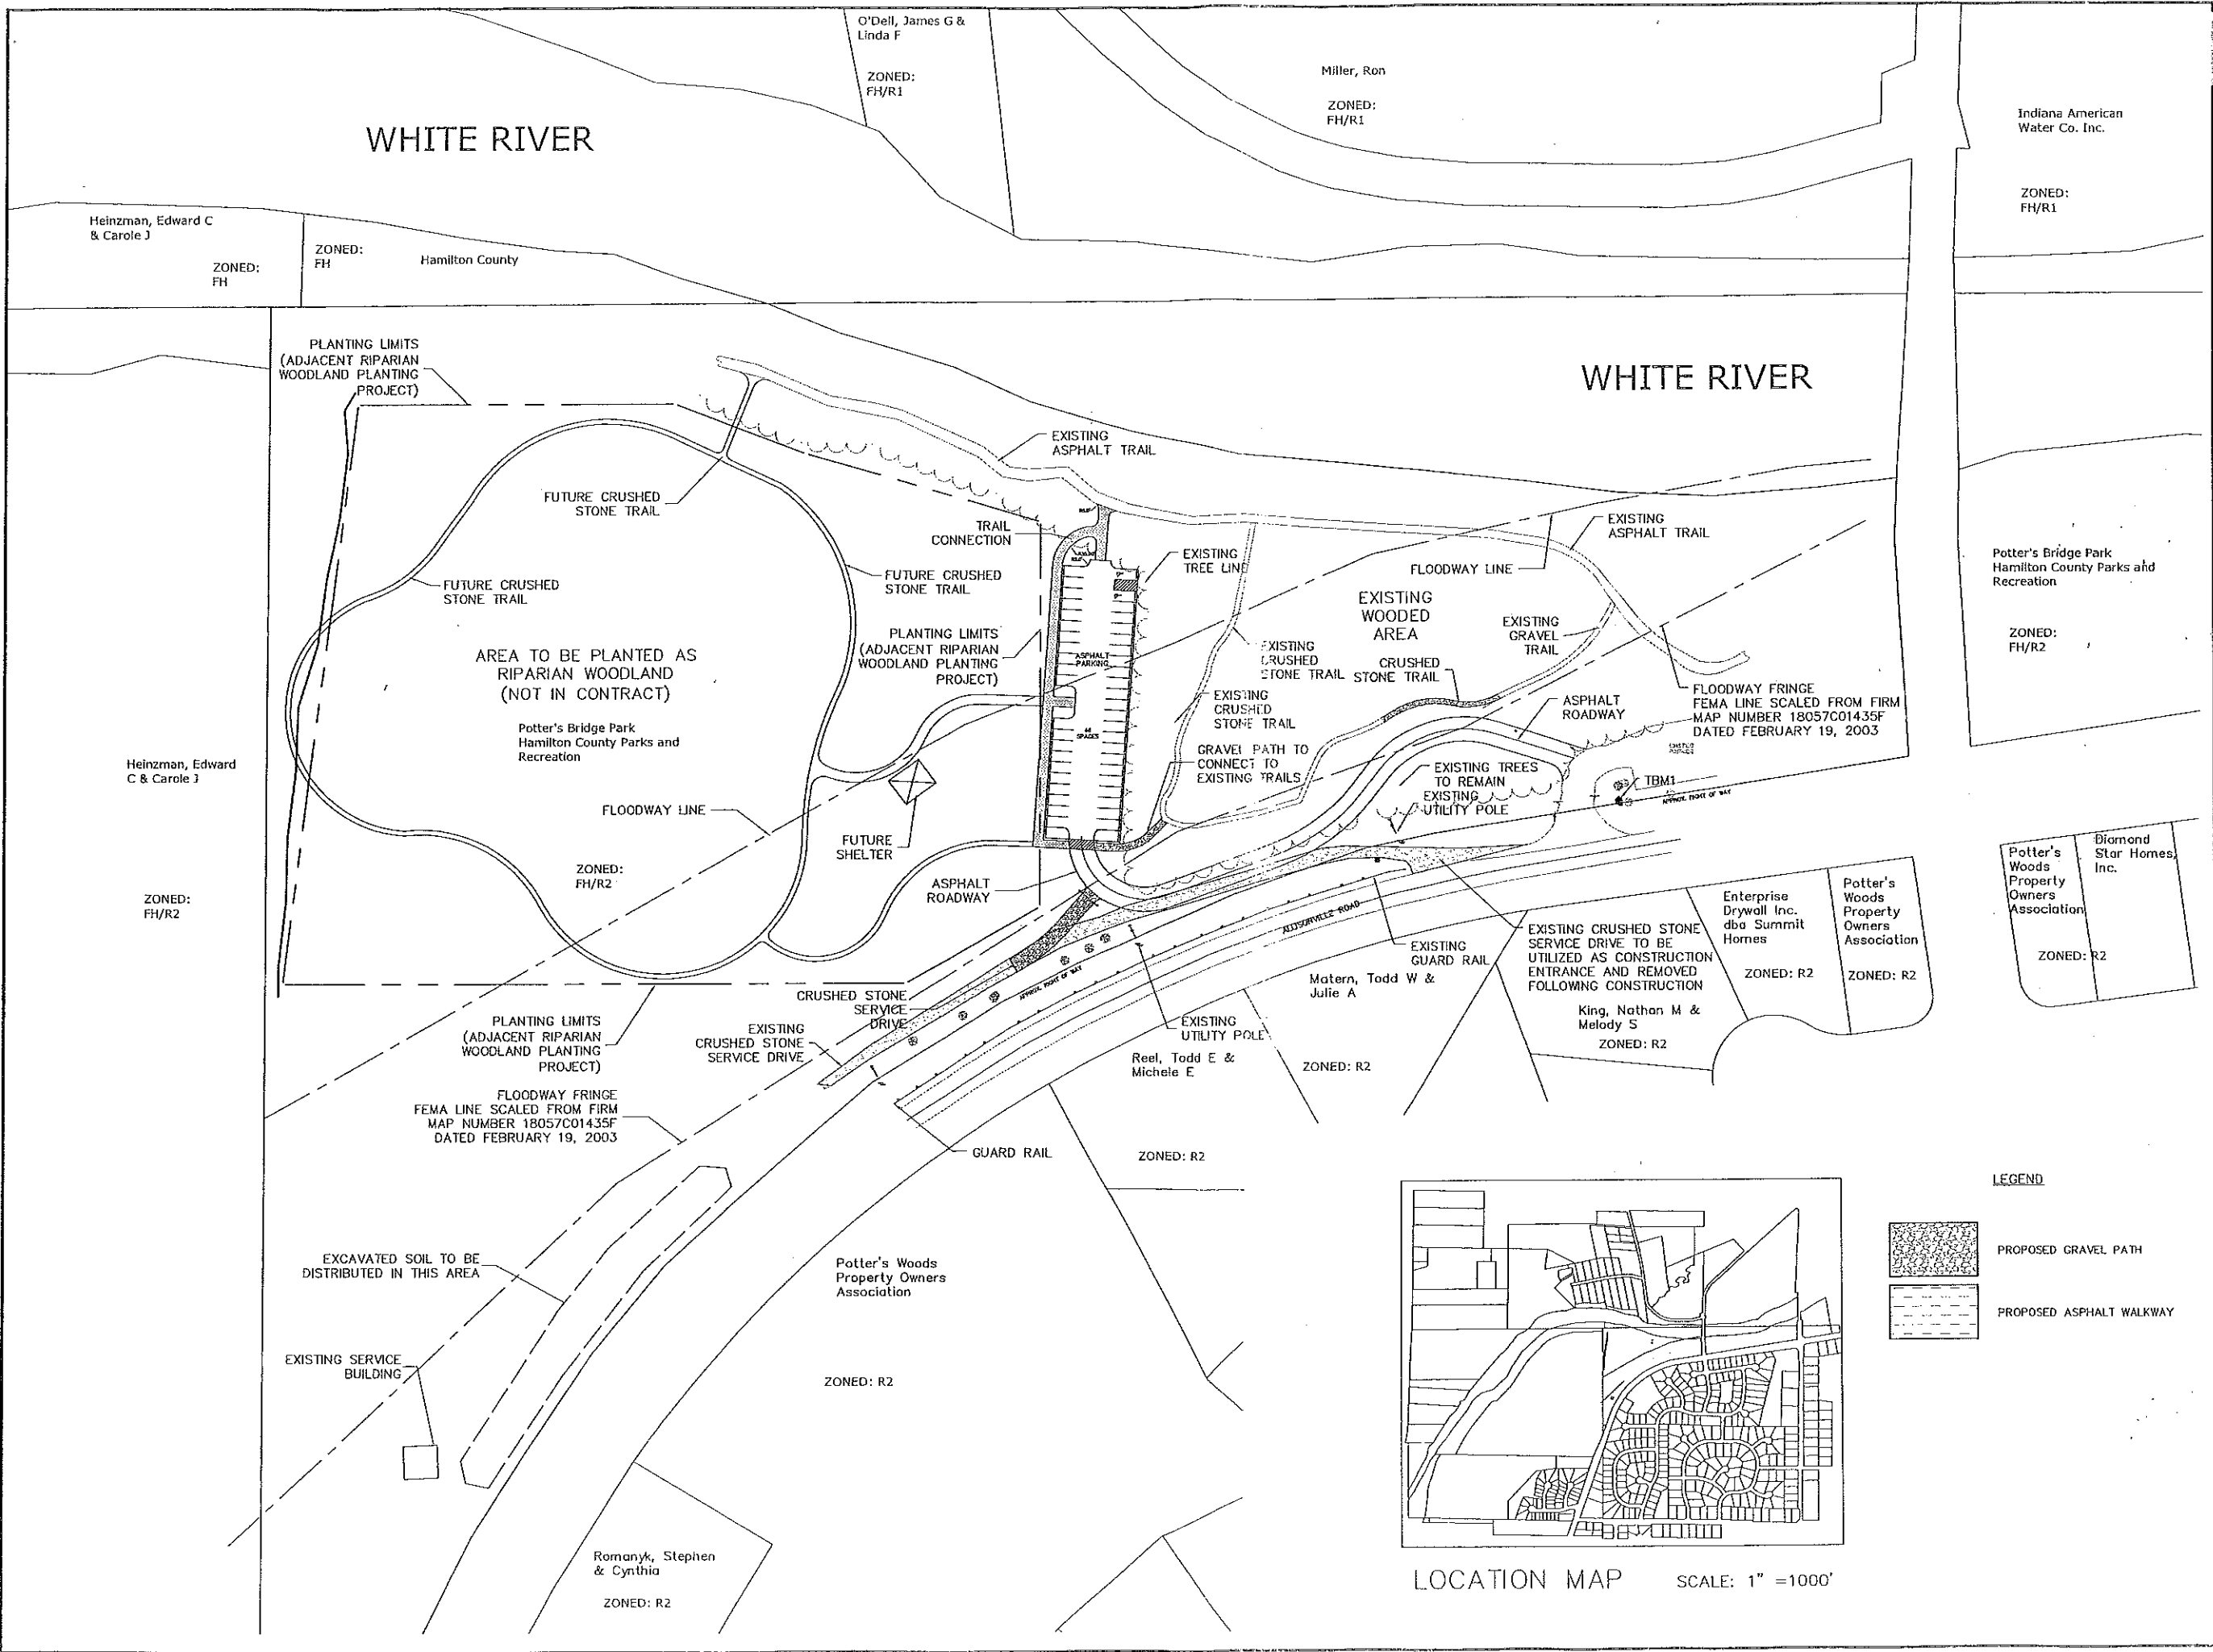 O'Dell, James G &
Linda F
ZONED:
FH/R1
Miller, Ron
ZONED:
FH/R1
Indiana American
Water Co. Inc.
ZONED:
FH/R1
WHITE RIVER
Heinzman, Edward C
& Carole J
ZONED:
FH
ZONED:
FH
Hamilton County
PLANTING LIMITS
(ADJACENT RIPARIAN
WOODLAND PLANTING
PROJECT)
WHITE RIVER
EXISTING
ASPHALT TRAIL
FUTURE CRUSHED
STONE TRAIL
TRAIL
CONNECTION
EXISTING
TREE LINE
EXISTING
ASPHALT TRAIL
FLOODWAY LINE
Potter's Bridge Park
Hamilton County Parks and
Recreation
ZONED:
FH/R2
FUTURE CRUSHED
STONE TRAIL
FUTURE CRUSHED
STONE TRAIL
EXISTING
WOODED
AREA
EXISTING
GRAVEL
TRAIL
PLANTING LIMITS
(ADJACENT RIPARIAN
WOODLAND PLANTING
PROJECT)
ASPHALT
PARKING
EXISTING
CRUSHED
STONE TRAIL
CRUSHED
STONE TRAIL
AREA TO BE PLANTED AS
RIPARIAN WOODLAND
(NOT IN CONTRACT)
Potter's Bridge Park
Hamilton County Parks and
Recreation
EXISTING
CRUSHED
STONE TRAIL
ASPHALT
ROADWAY
FLOODWAY FRINGE
FEMA LINE SCALED FROM FIRM
MAP NUMBER 18057C01435F
DATED FEBRUARY 19, 2003
SPACES
GRAVEL PATH TO
CONNECT TO
EXISTING TRAILS
EXISTING TREES
TO REMAIN
EXISTING
UTILITY POLE
TBM1
APPROX. RIGHT OF WAY
Heinzman, Edward
C & Carole J
ZONED:
FH/R2
FLOODWAY LINE
FUTURE
SHELTER
ZONED:
FH/R2
ASPHALT
ROADWAY
ALLISONVILLE ROAD
EXISTING
GUARD RAIL
EXISTING CRUSHED STONE
SERVICE DRIVE TO BE
UTILIZED AS CONSTRUCTION
ENTRANCE AND REMOVED
FOLLOWING CONSTRUCTION
Enterprise
Drywall Inc.
dba Summit
Homes
ZONED: R2
Potter's
Woods
Property
Owners
Association
ZONED: R2
Potter's
Woods
Property
Owners
Association
Diamond
Star Homes,
Inc.
ZONED: R2
Matern, Todd W &
Julie A
King, Nathan M &
Melody S
ZONED: R2
APPROX. RIGHT OF WAY
CRUSHED STONE
SERVICE
DRIVE
EXISTING
CRUSHED STONE
SERVICE DRIVE
PLANTING LIMITS
(ADJACENT RIPARIAN
WOODLAND PLANTING
PROJECT)
EXISTING
UTILITY POLE
Reel, Todd E &
Michele E
ZONED: R2
FLOODWAY FRINGE
FEMA LINE SCALED FROM FIRM
MAP NUMBER 18057C01435F
DATED FEBRUARY 19, 2003
GUARD RAIL
ZONED: R2
LEGEND
PROPOSED GRAVEL PATH
PROPOSED ASPHALT WALKWAY
EXCAVATED SOIL TO BE
DISTRIBUTED IN THIS AREA
Potter's Woods
Property Owners
Association
ZONED: R2
EXISTING SERVICE
BUILDING
Romanyk, Stephen
& Cynthia
ZONED: R2
LOCATION MAP
SCALE: 1" =1000'